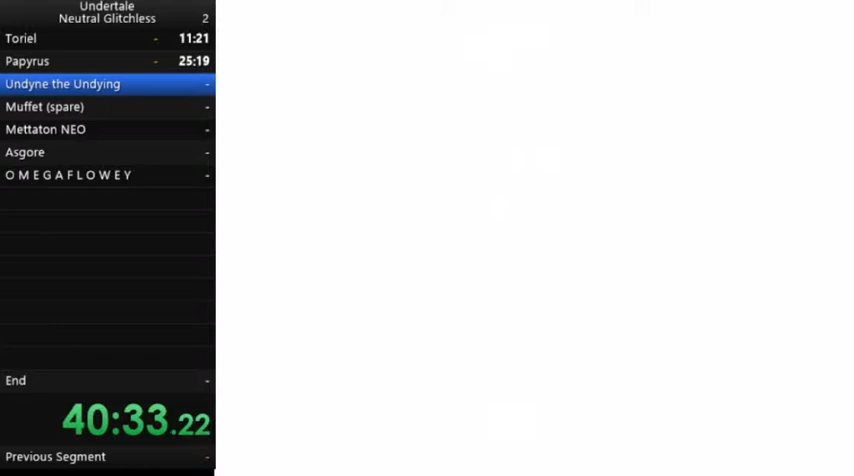 Undertale
Neutral Glitchless 2
Toriel - 11:21
Papyrus - 25:19
Undyne the Undying -
Muffet (spare) -
Mettaton NEO -
Asgore -
O M E G A F L O W E Y -
End -
40:33.22
Previous Segment -